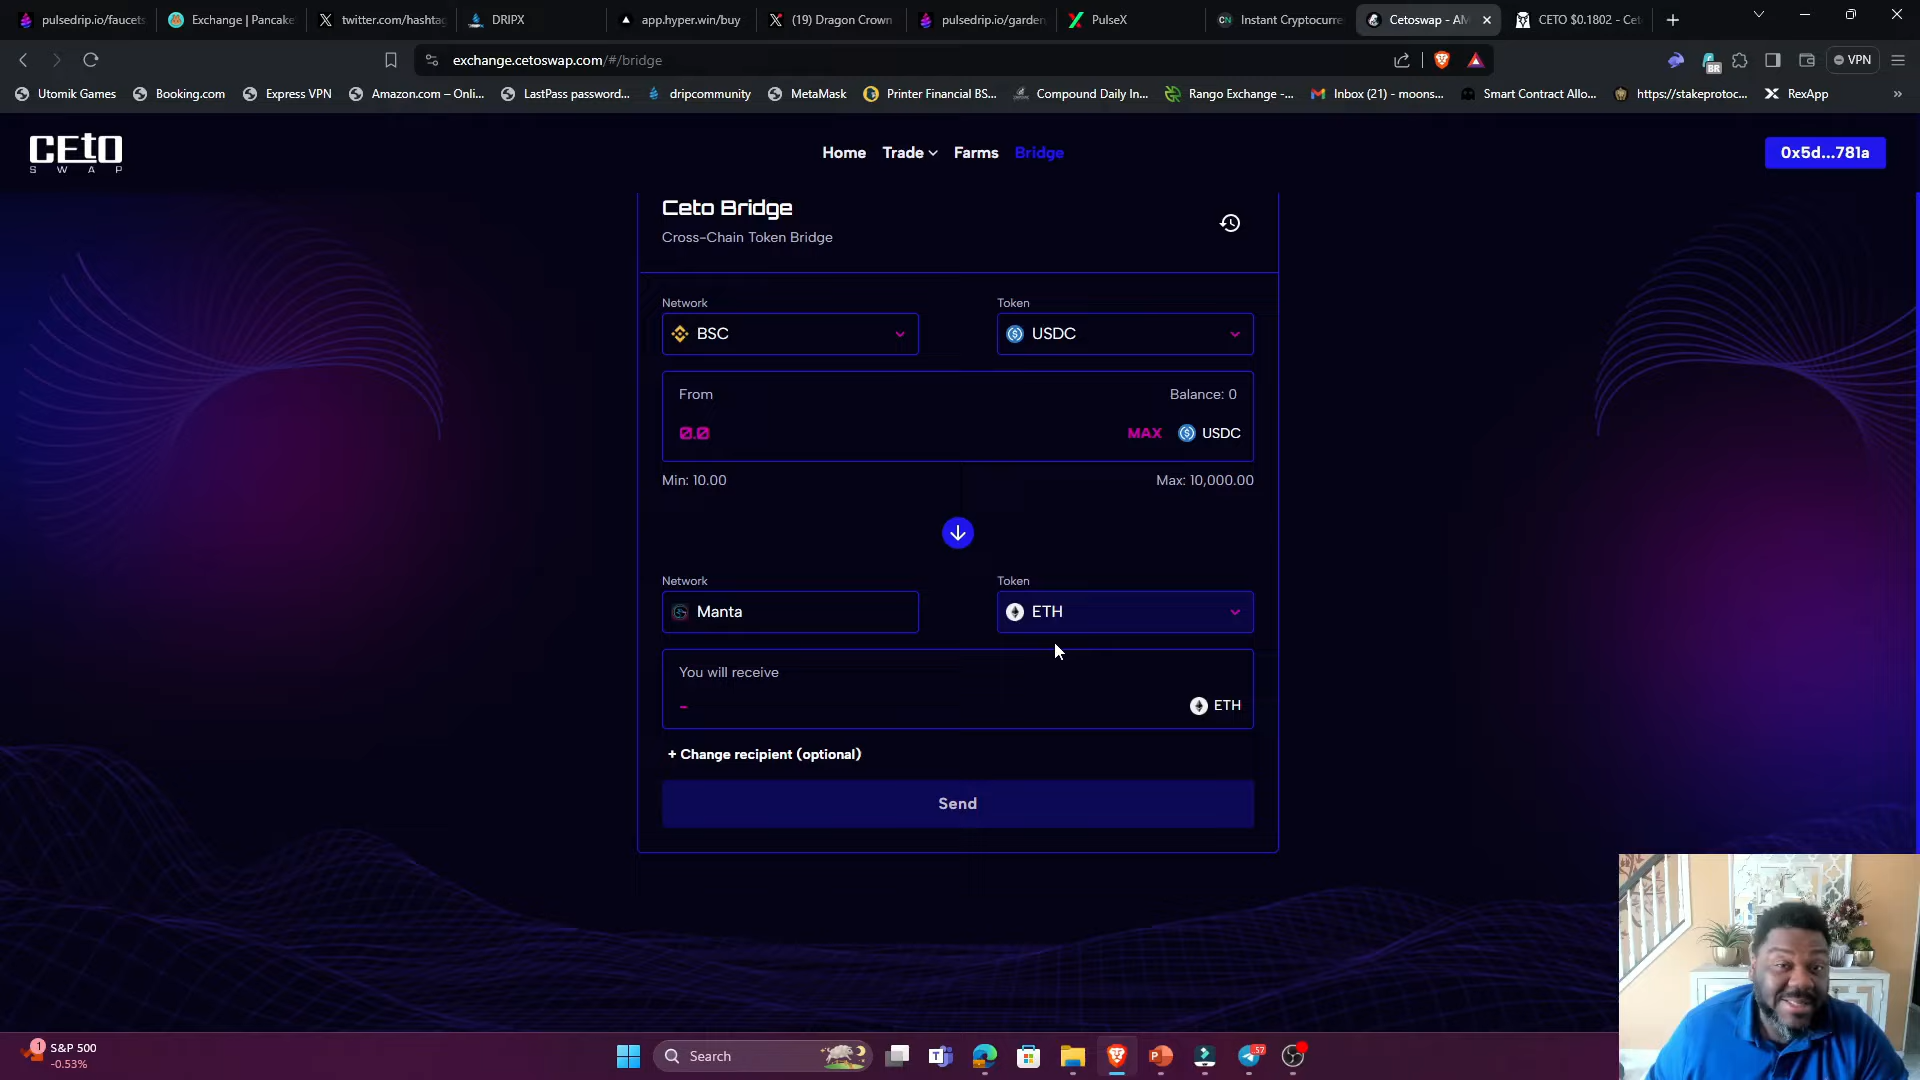 pulsedrip.io/faucets
Exchange | Pancake
twitter.com/hashtag
DRIPX
app.hyper.win/buy
(19) Dragon Crown
pulsedrip.io/garden
PulseX
Instant Cryptocurre
Cetoswap - AM
CETO $0.1802 - Cet
exchange.cetoswap.com/#/bridge
BR
VPN
Utomik Games
Booking.com
Express VPN
Amazon.com – Onli...
LastPass password...
dripcommunity
MetaMask
Printer Financial BS...
Compound Daily In...
Rango Exchange -...
Inbox (21) - moons...
Smart Contract Allo...
https://stakeprotoc...
RexApp
CETO
SWAP
Home
Trade
Farms
Bridge
0x5d...781a
Ceto Bridge
Cross-Chain Token Bridge
Network
Token
BSC
USDC
From
Balance: 0
0.0
MAX
USDC
Min: 10.00
Max: 10,000.00
Network
Token
Manta
ETH
You will receive
-
ETH
+ Change recipient (optional)
Send
1
S&P 500
-0.53%
Search
57